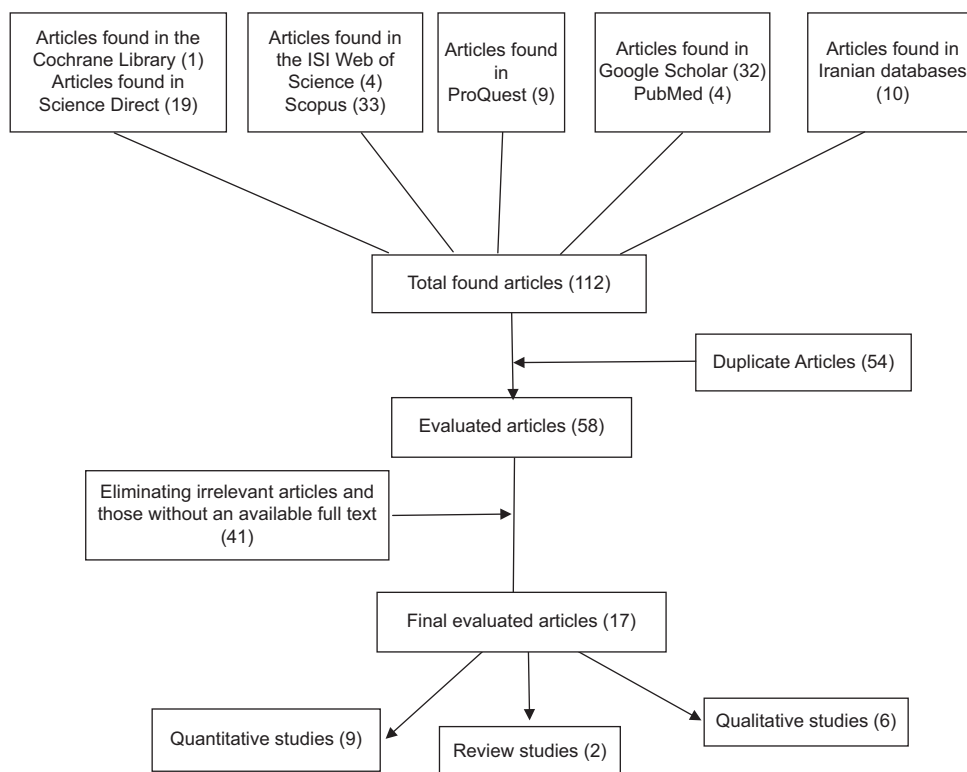 Articles found in the
Cochrane Library (1)
Articles found in
Science Direct (19)
Articles found in
the ISI Web of
Science (4)
Scopus (33)
Articles found
in
ProQuest (9)
Articles found in
Google Scholar (32)
PubMed (4)
Articles found in
Iranian databases
(10)
Total found articles (112)
Duplicate Articles (54)
Evaluated articles (58)
Eliminating irrelevant articles and
those without an available full text
(41)
Final evaluated articles (17)
Quantitative studies (9)
Review studies (2)
Qualitative studies (6)